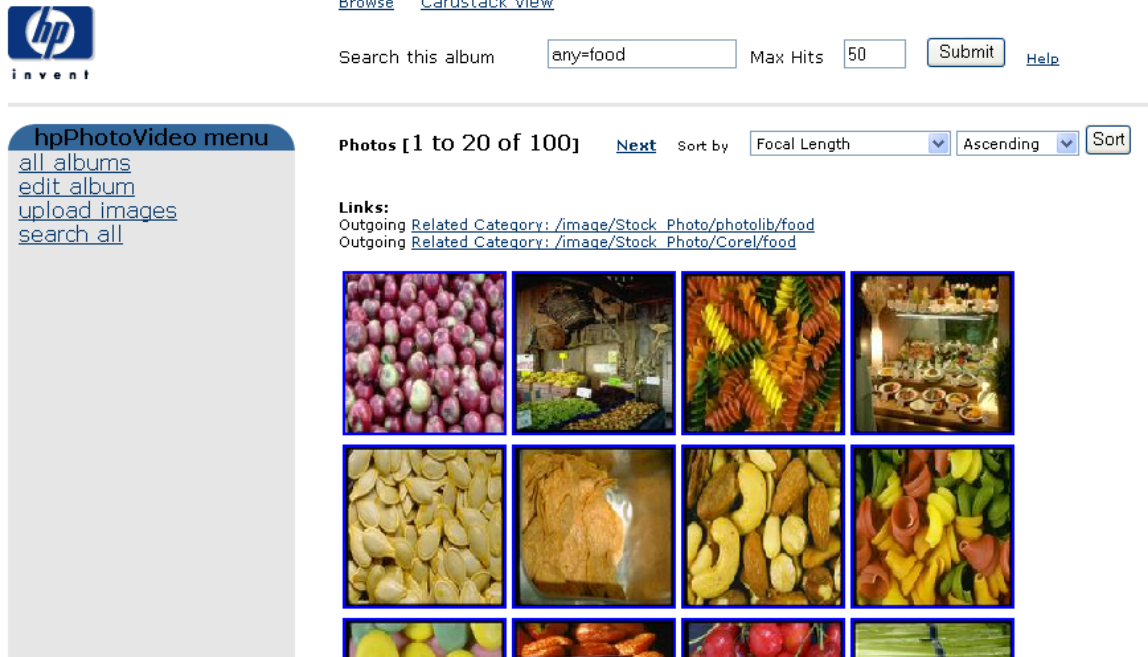 Browse Cardstack View
hp
invent
Search this album any=food Max Hits 50 Submit Help
hpPhotoVideo menu
all albums
edit album
upload images
search all
Photos [1 to 20 of 100] Next Sort by Focal Length Ascending Sort
Links:
Outgoing Related Category: /image/Stock_Photo/photolib/food
Outgoing Related Category: /image/Stock_Photo/Corel/food